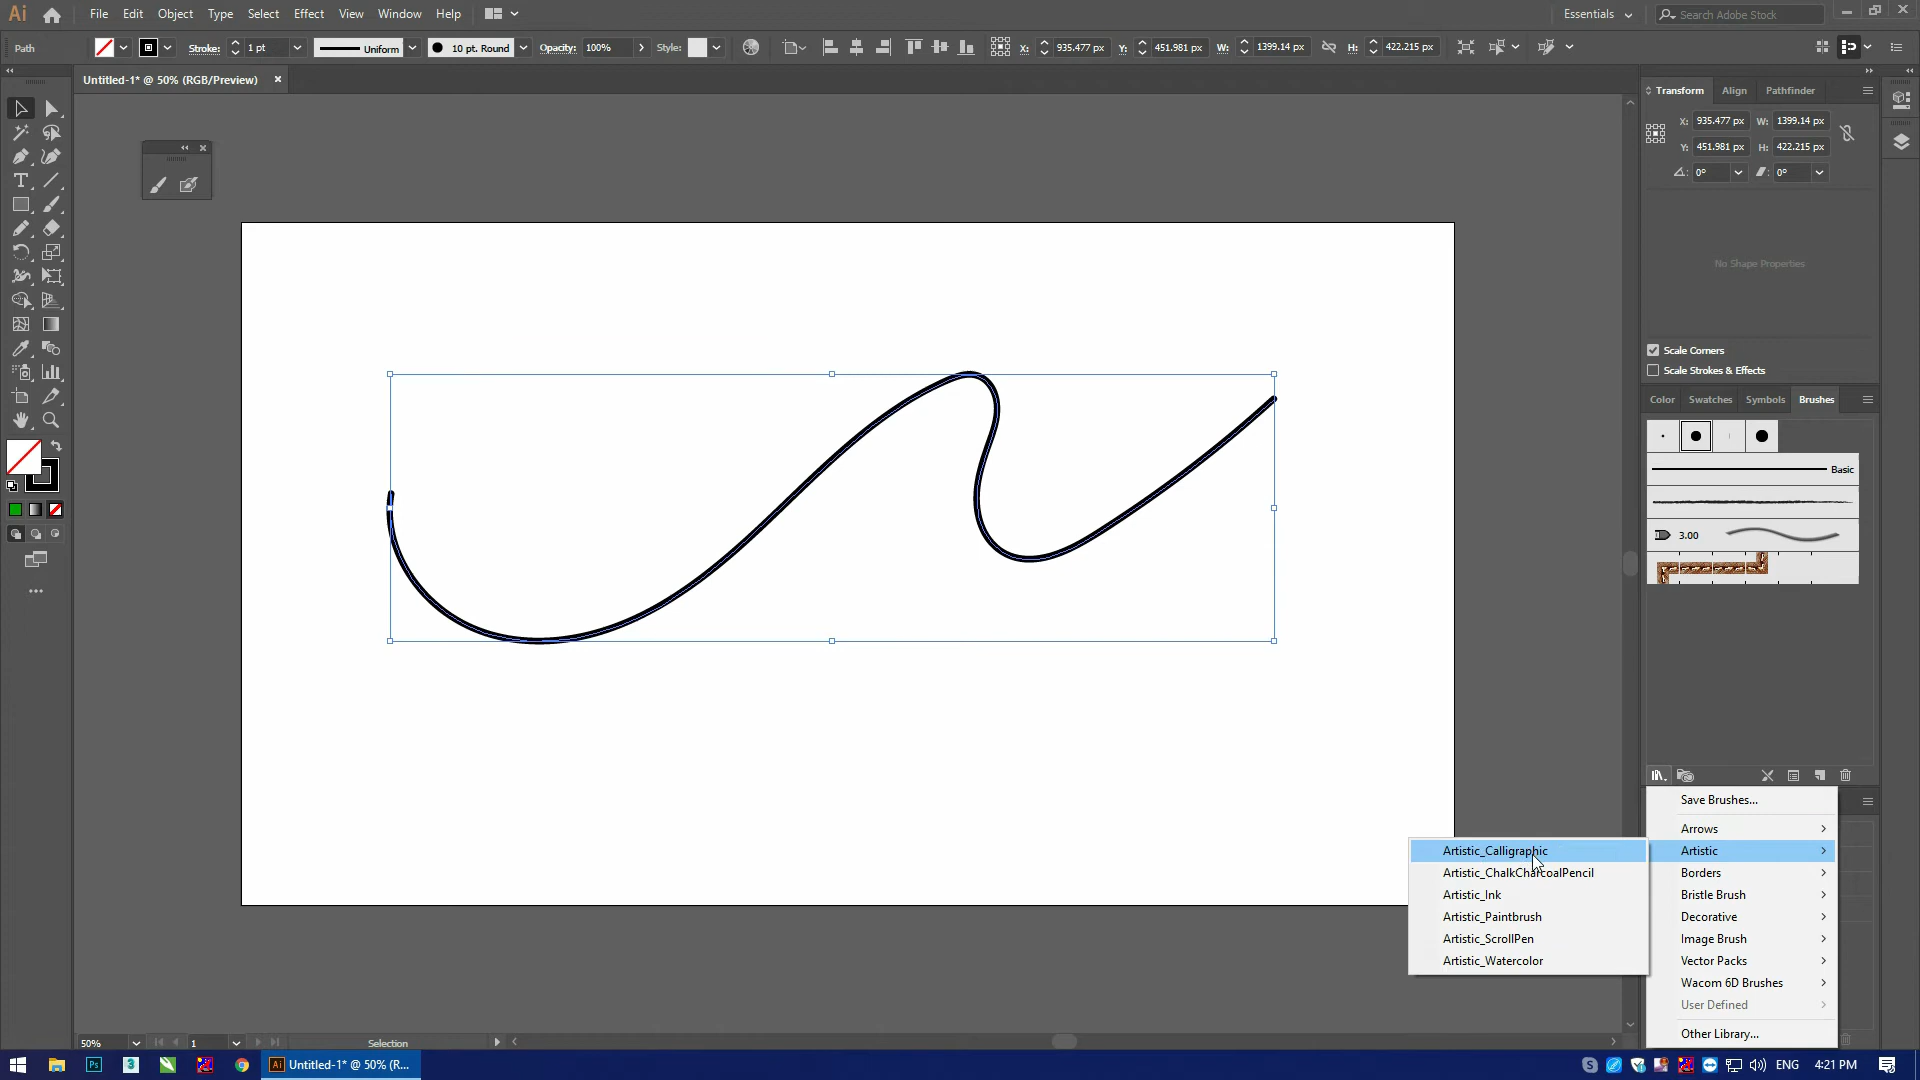 Ai File Edit Object Type Select Effect View Window Help Essentials Search Adobe Stock
Path Stroke: 1 pt Uniform 10 pt. Round Opacity: 100% Style: X: 935.477 px Y: 451.981 px W: 1399.14 px H: 422.215 px
Untitled-1* @ 50% (RGB/Preview)
Transform Align Pathfinder
X: 935.477 px W: 1399.14 px
Y: 451.981 px H: 422.215 px
0° 0°
No Shape Properties
Scale Corners
Scale Strokes & Effects
Color Swatches Symbols Brushes
Basic
3.00
Save Brushes...
Arrows
Artistic
Borders
Bristle Brush
Decorative
Image Brush
Vector Packs
Wacom 6D Brushes
User Defined
Other Library...
Artistic_Calligraphic
Artistic_ChalkCharcoalPencil
Artistic_Ink
Artistic_Paintbrush
Artistic_ScrollPen
Artistic_Watercolor
50% 1 Selection
Ps 3 Ai Untitled-1* @ 50% (R... S ENG 4:21 PM